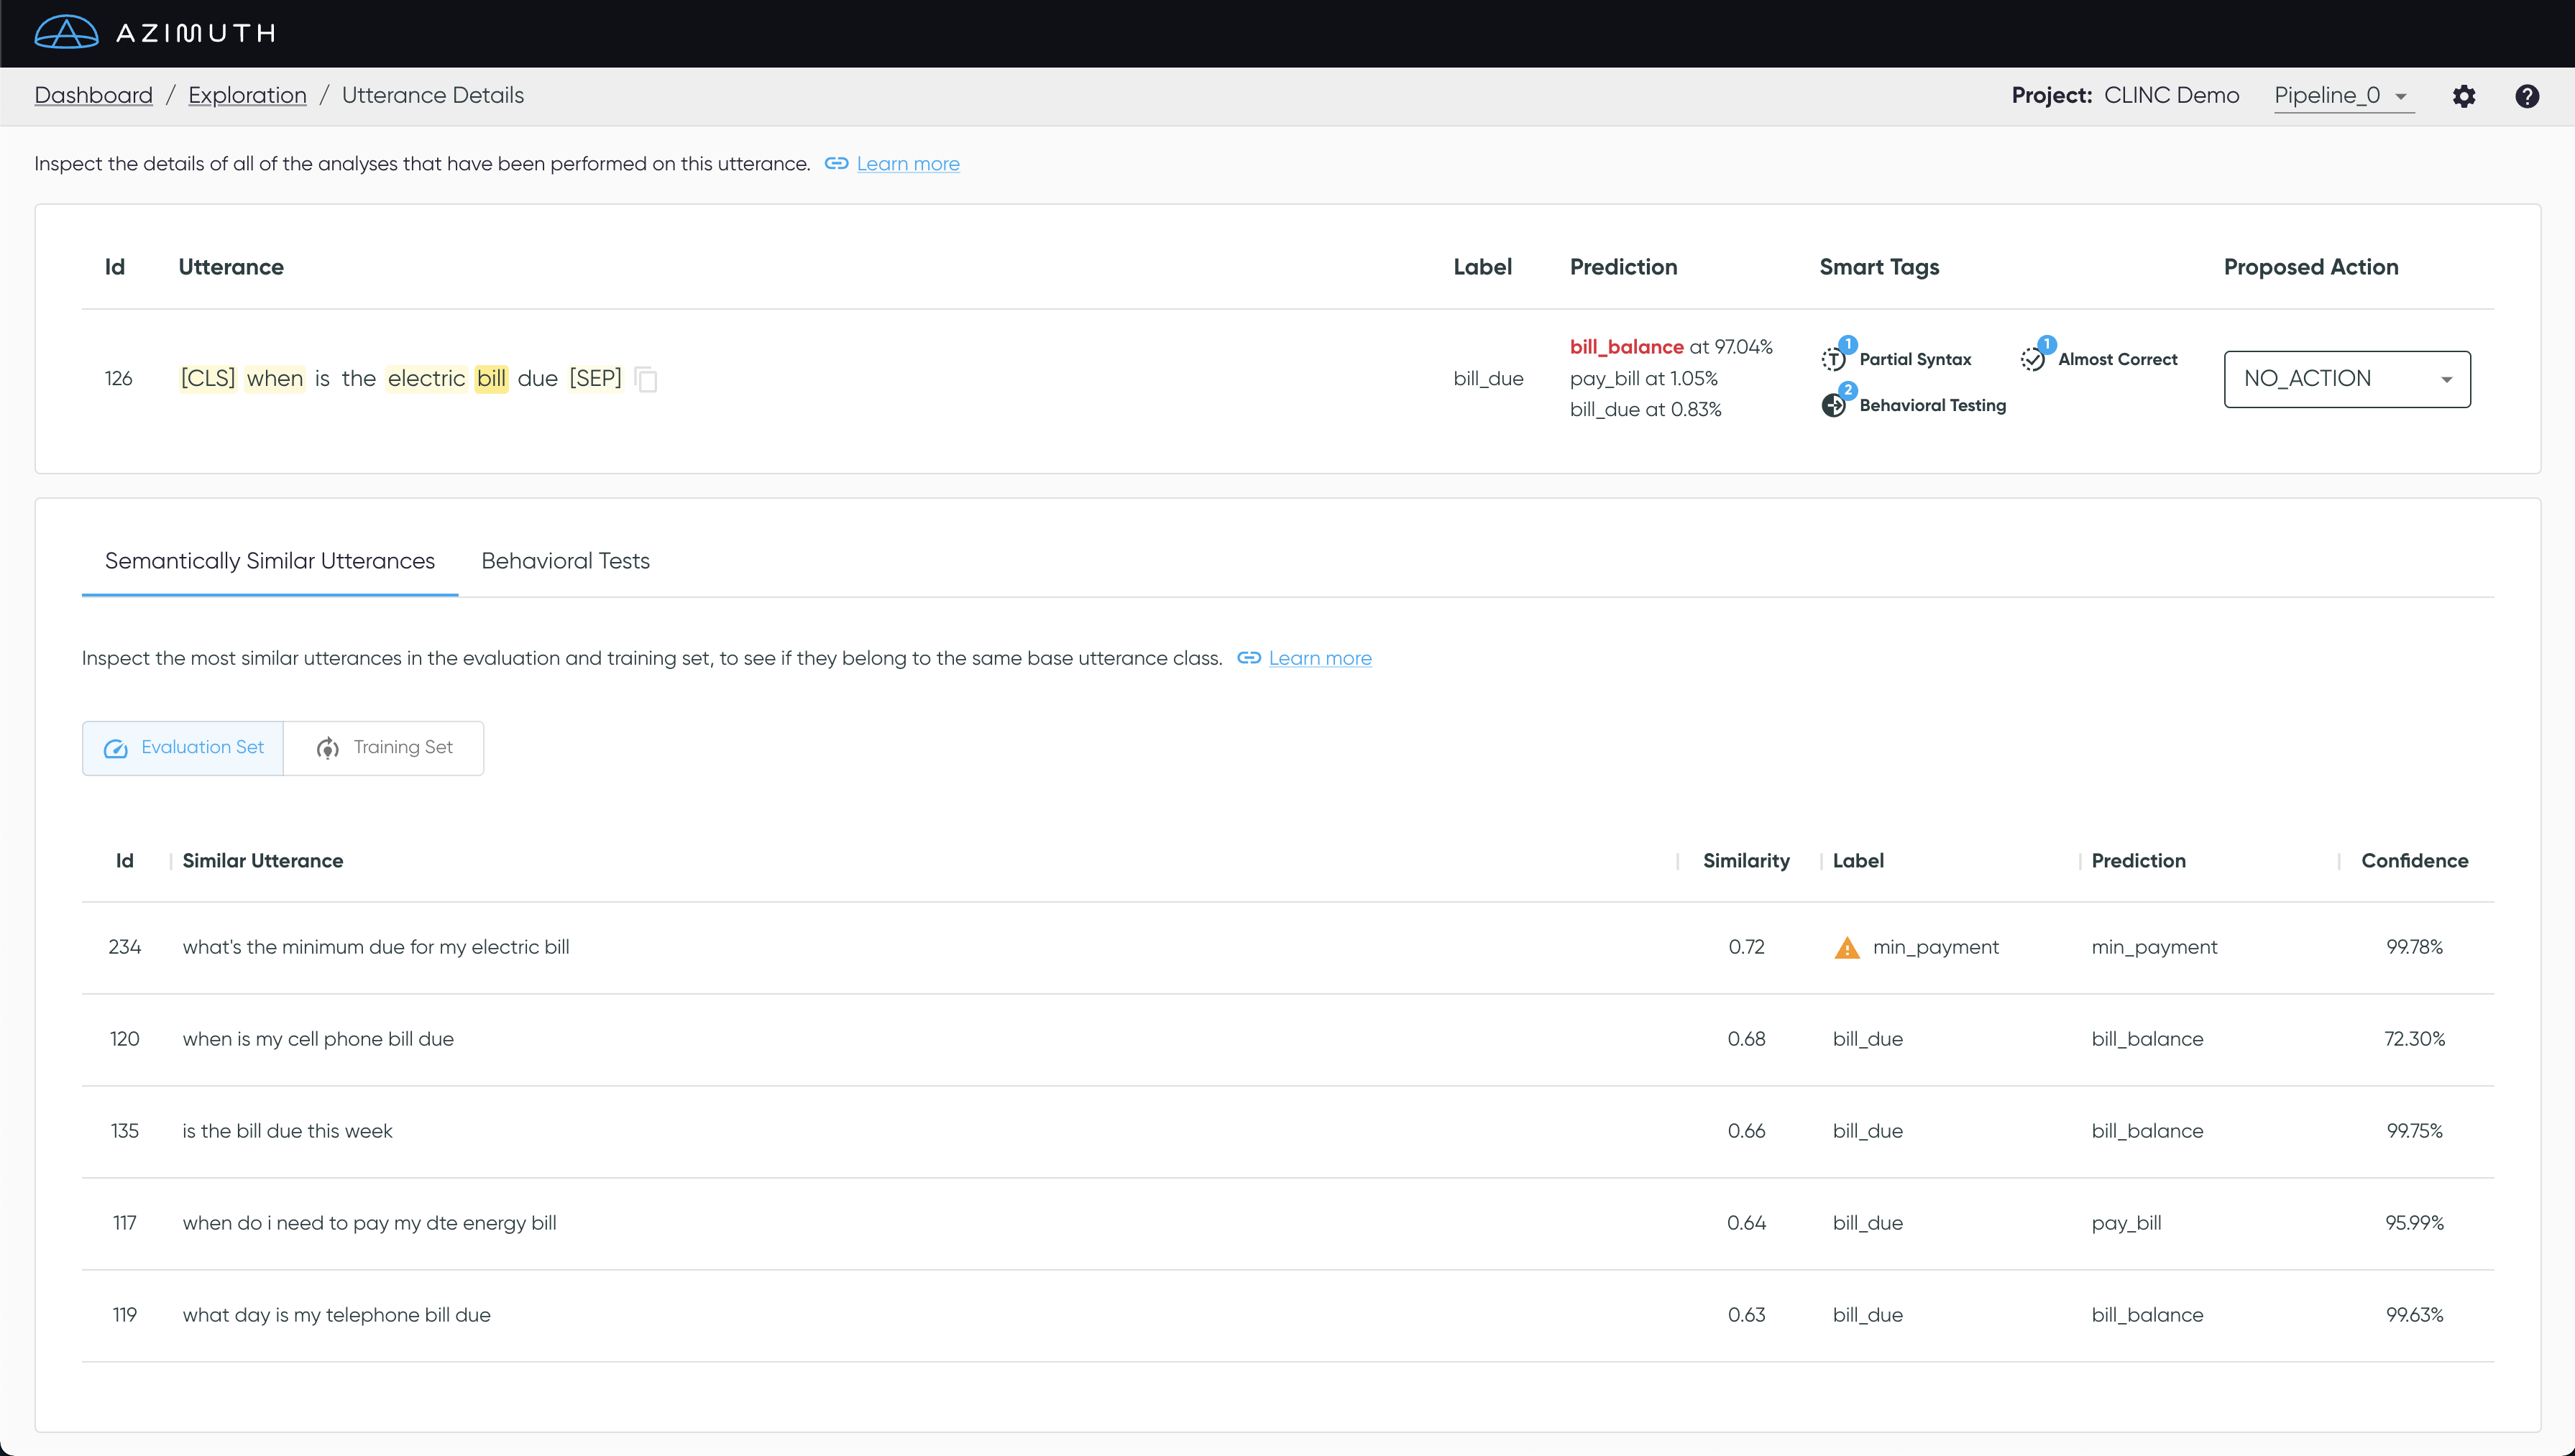 AZIMUTH
Dashboard / Exploration / Utterance Details
Project: CLINC Demo Pipeline_0
Inspect the details of all of the analyses that have been performed on this utterance. Learn more
Id Utterance Label Prediction Smart Tags Proposed Action
126 [CLS] when is the electric bill due [SEP] bill_due
bill_balance at 97.04%
pay_bill at 1.05%
bill_due at 0.83%
1 Partial Syntax 1 Almost Correct
2 Behavioral Testing
NO_ACTION
Semantically Similar Utterances Behavioral Tests
Inspect the most similar utterances in the evaluation and training set, to see if they belong to the same base utterance class. Learn more
Evaluation Set Training Set
Id Similar Utterance Similarity Label Prediction Confidence
234 what's the minimum due for my electric bill 0.72 min_payment min_payment 99.78%
120 when is my cell phone bill due 0.68 bill_due bill_balance 72.30%
135 is the bill due this week 0.66 bill_due bill_balance 99.75%
117 when do i need to pay my dte energy bill 0.64 bill_due pay_bill 95.99%
119 what day is my telephone bill due 0.63 bill_due bill_balance 99.63%